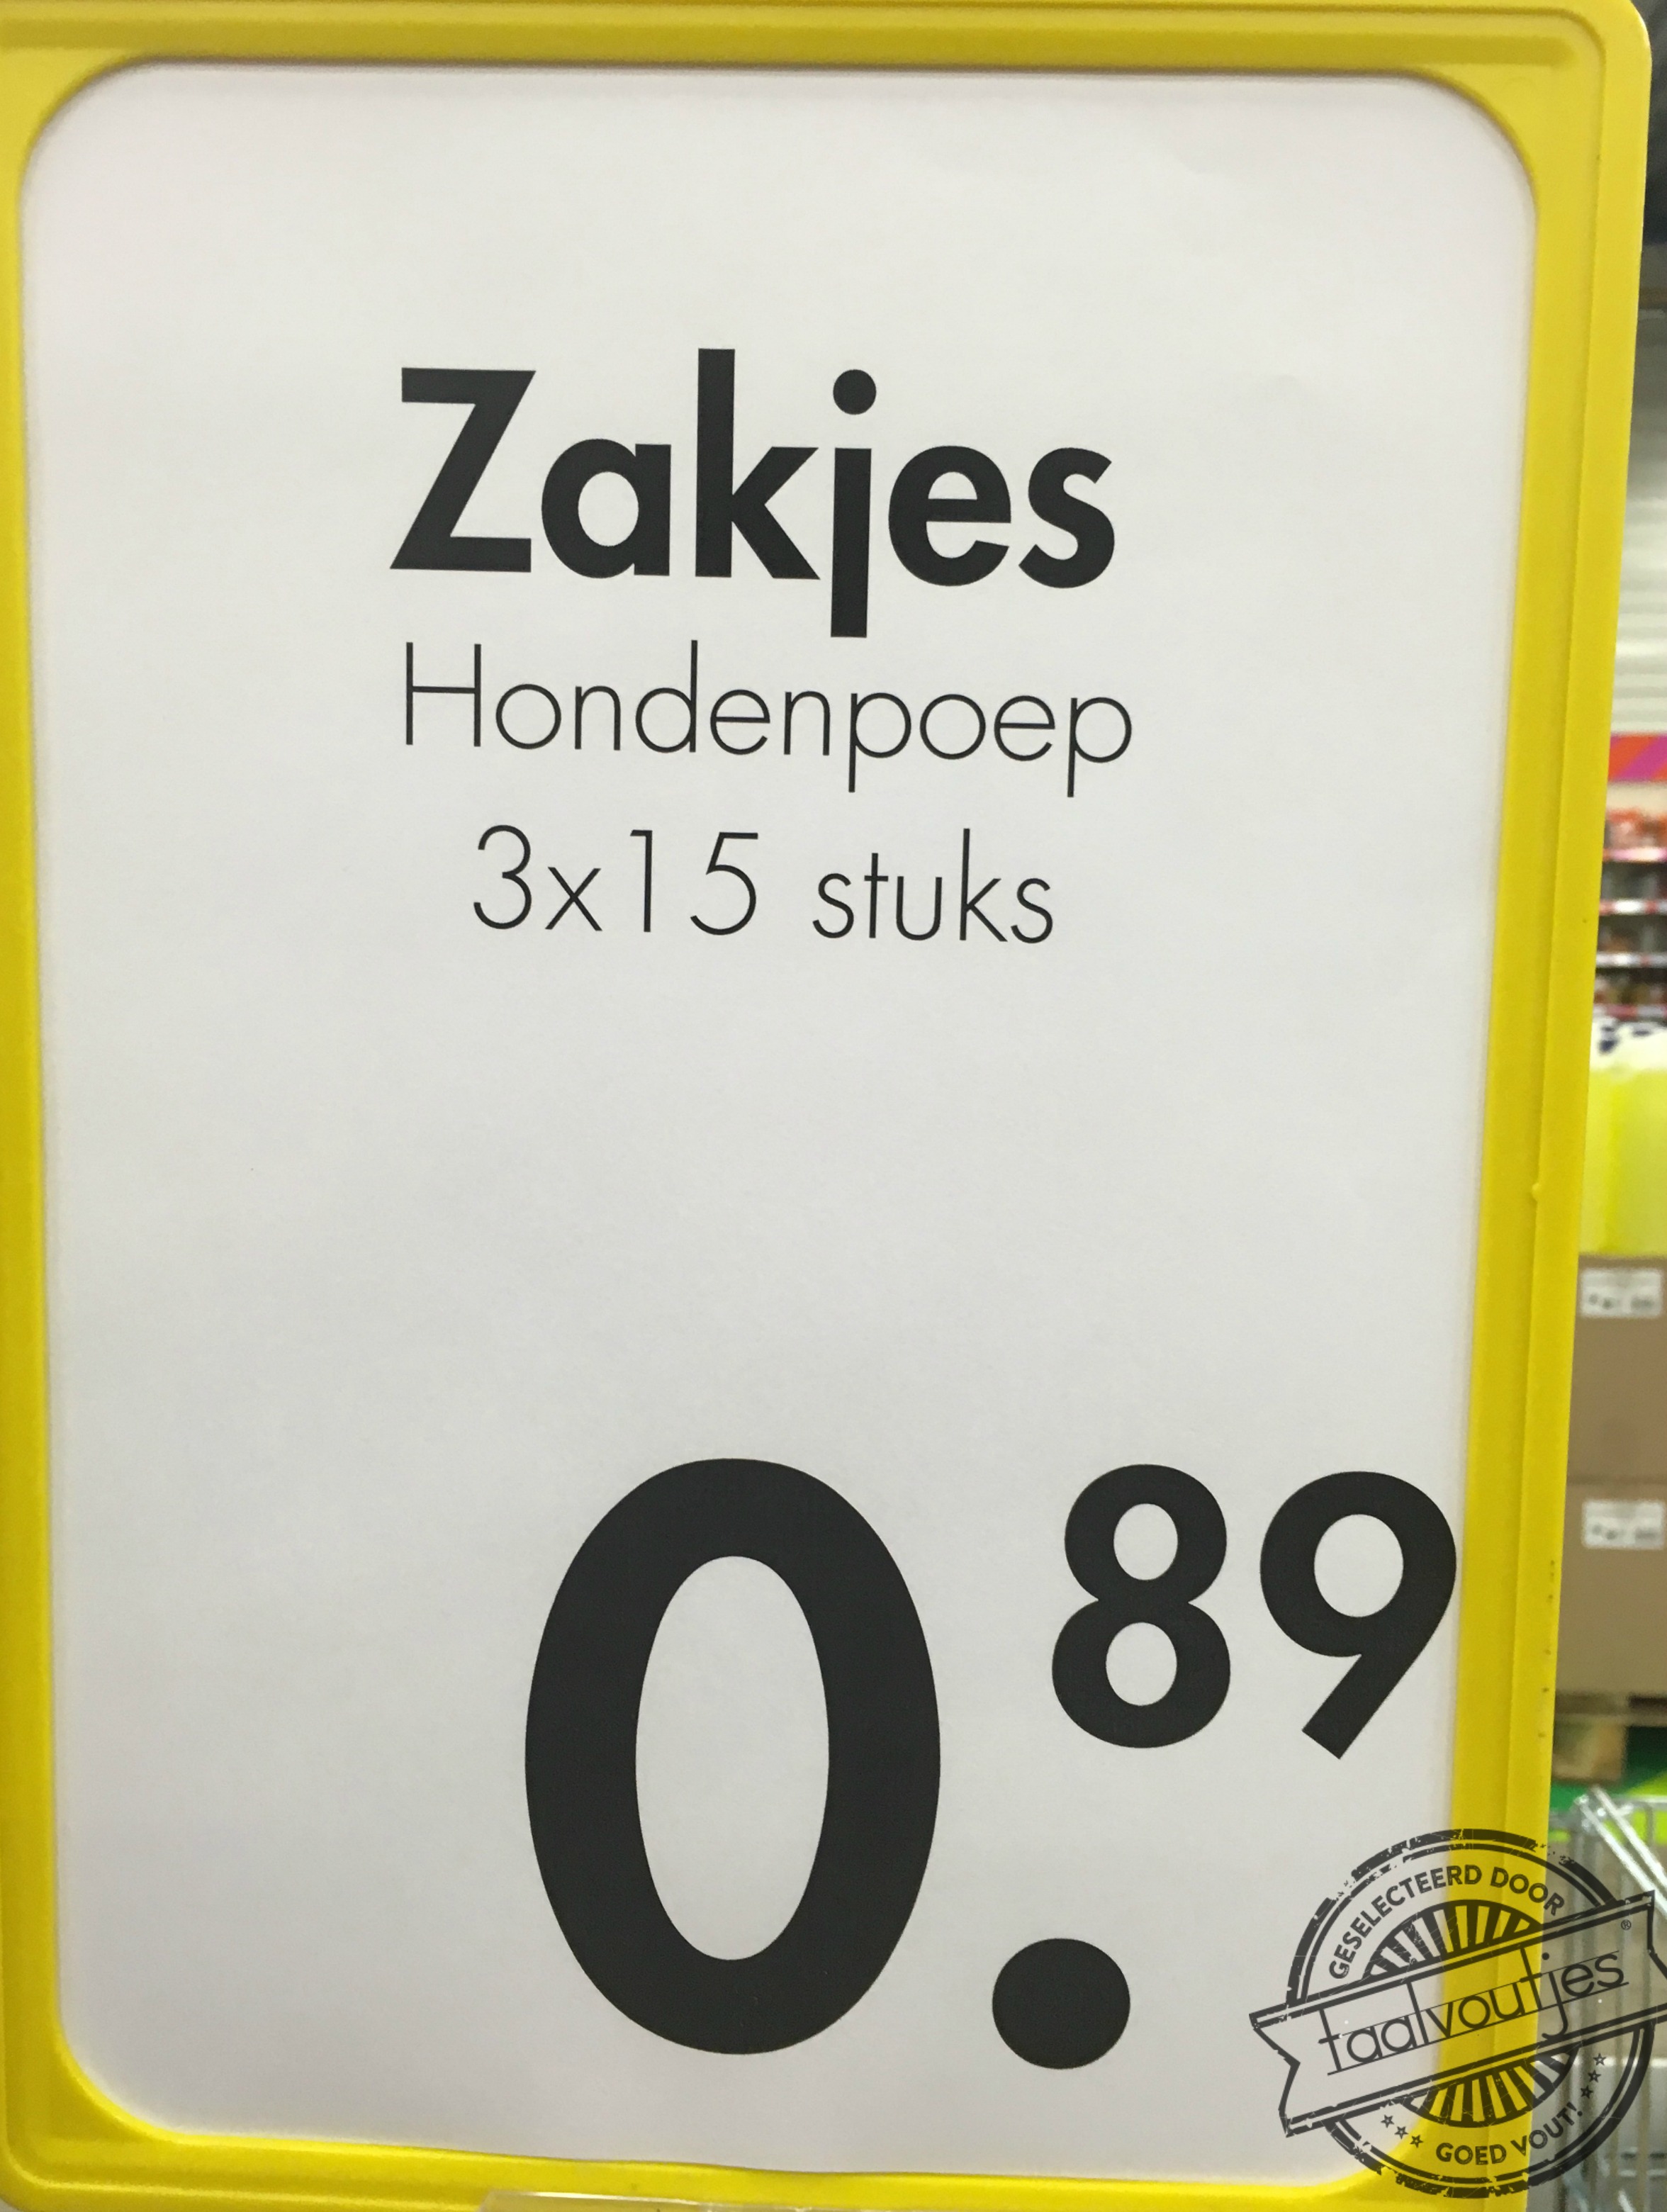 Zakjes
Hondenpoep
3x15 stuks
0.89
GESELECTEERD DOOR
taalvoutjes®
GOED VOUT!